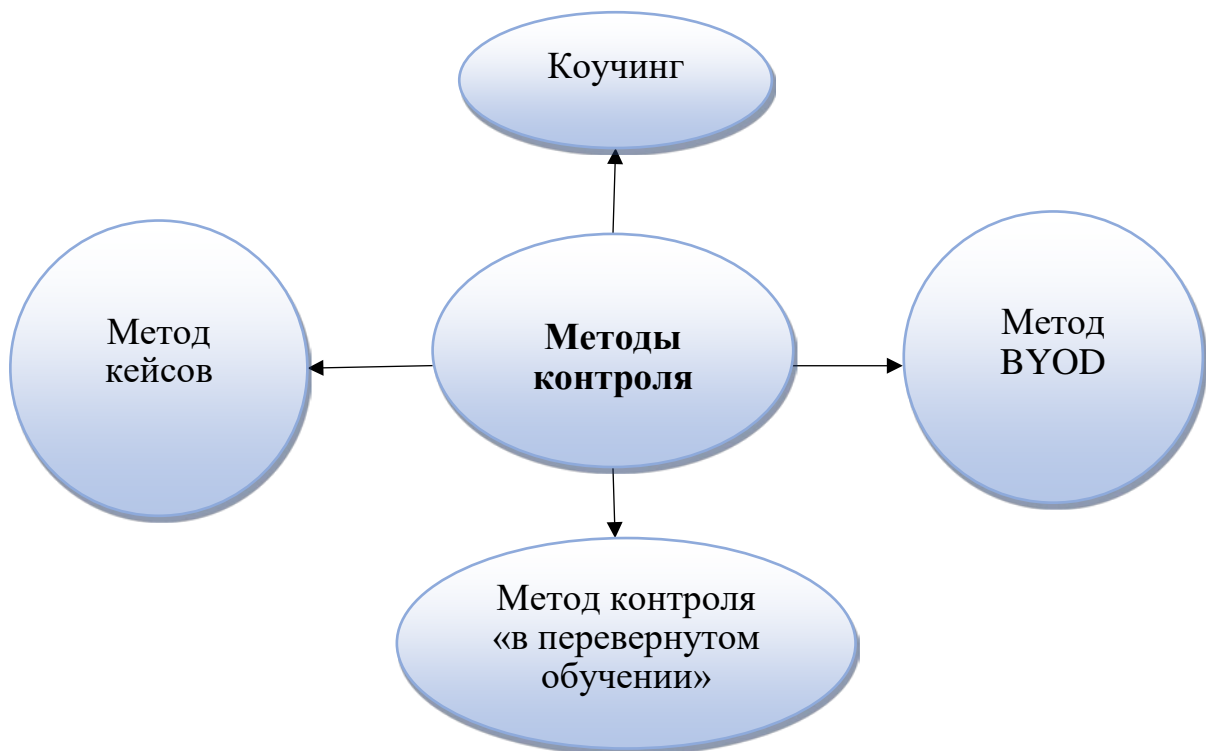 Коучинг
Метод
кейсов
Методы
контроля
Метод
BYOD
Метод контроля
«в перевернутом
обучении»